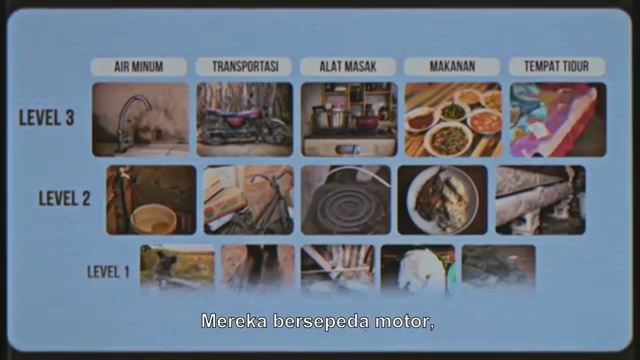 AIR MINUM TRANSPORTASI ALAT MASAK MAKANAN TEMPAT TIDUR
LEVEL 3
LEVEL 2
LEVEL 1
Mereka bersepeda motor,